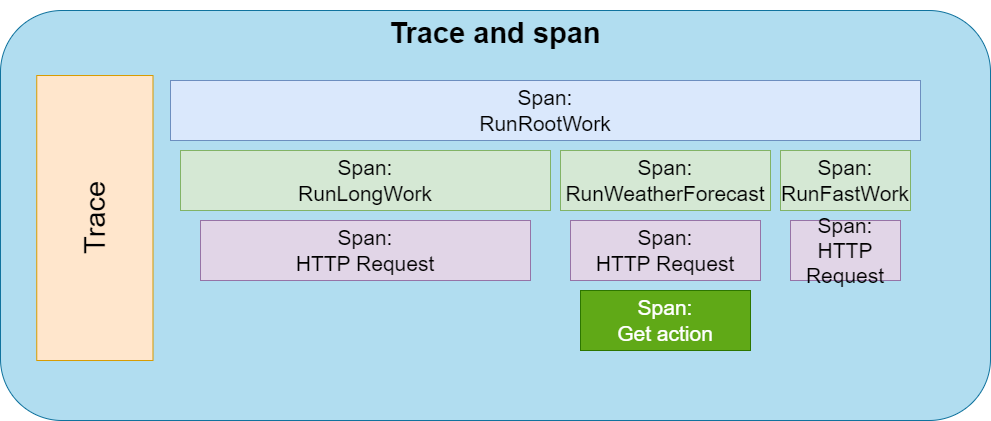 Trace and span
Trace
Span:
RunRootWork
Span:
RunLongWork
Span:
RunWeatherForecast
Span:
RunFastWork
Span:
HTTP Request
Span:
HTTP Request
Span:
HTTP
Request
Span:
Get action